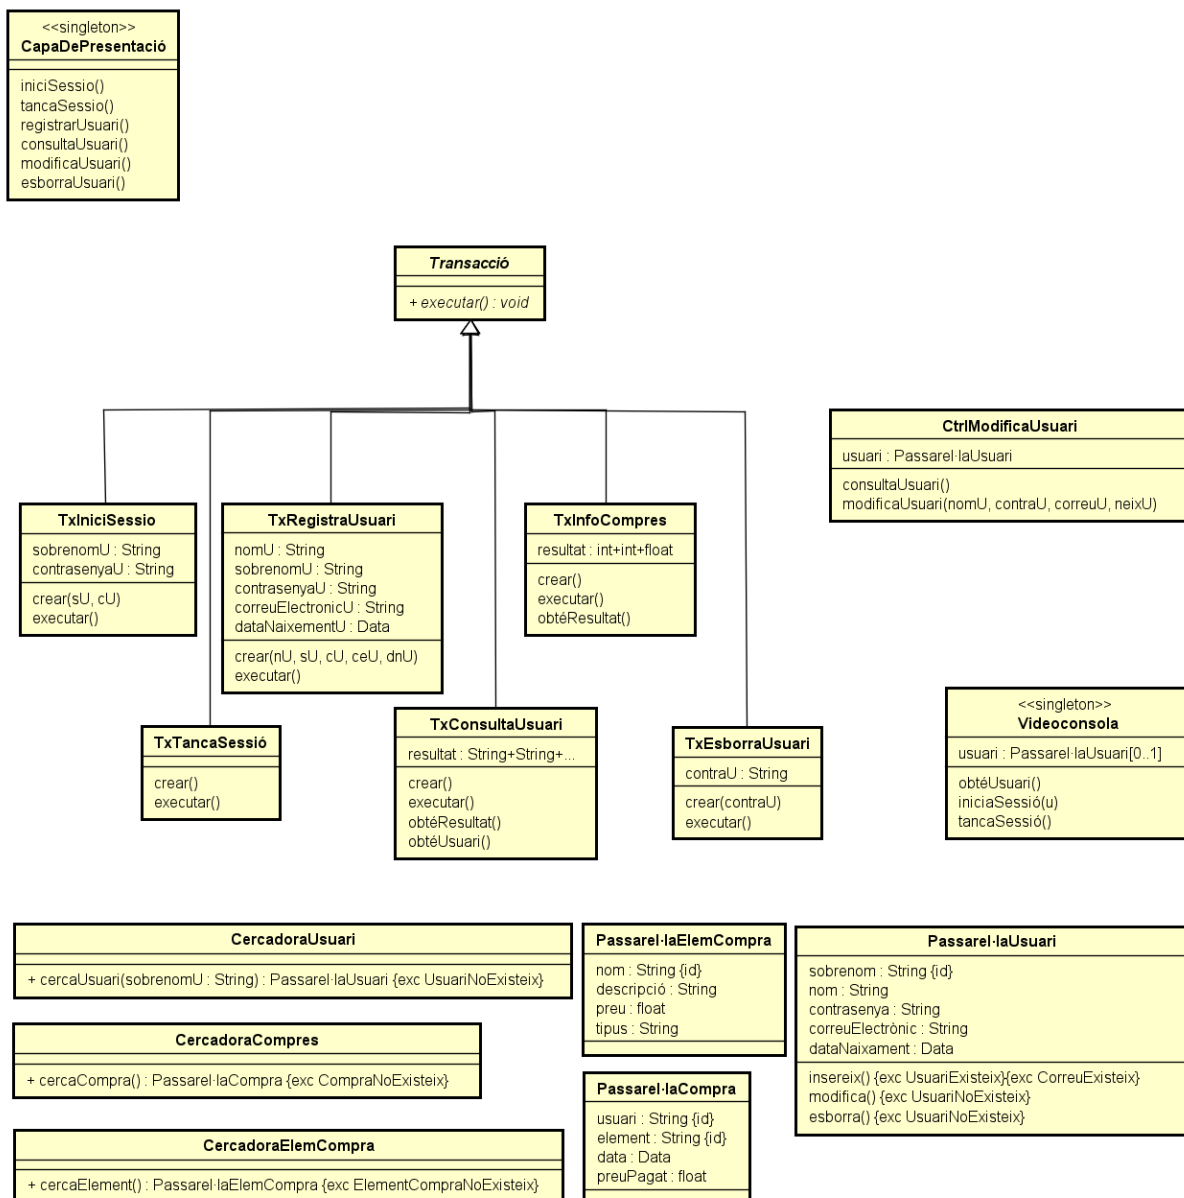 <<singleton>>
CapaDePresentació
iniciSessio()
tancaSessio()
registrarUsuari()
consultaUsuari()
modificaUsuari()
esborraUsuari()
Transacció
+ executar() : void
CtrlModificaUsuari
usuari : Passarel·laUsuari
consultaUsuari()
modificaUsuari(nomU, contraU, correuU, neixU)
TxIniciSessio
sobrenomU : String
contrasenyaU : String
crear(sU, cU)
executar()
TxRegistraUsuari
nomU : String
sobrenomU : String
contrasenyaU : String
correuElectronicU : String
dataNaixementU : Data
crear(nU, sU, cU, ceU, dnU)
executar()
TxInfoCompres
resultat : int+int+float
crear()
executar()
obtéResultat()
TxTancaSessió
crear()
executar()
TxConsultaUsuari
resultat : String+String+...
crear()
executar()
obtéResultat()
obtéUsuari()
TxEsborraUsuari
contraU : String
crear(contraU)
executar()
<<singleton>>
Videoconsola
usuari : Passarel·laUsuari[0..1]
obtéUsuari()
iniciaSessió(u)
tancaSessió()
CercadoraUsuari
+ cercaUsuari(sobrenomU : String) : Passarel·laUsuari {exc UsuariNoExisteix}
CercadoraCompres
+ cercaCompra() : Passarel·laCompra {exc CompraNoExisteix}
CercadoraElemCompra
+ cercaElement() : Passarel·laElemCompra {exc ElementCompraNoExisteix}
Passarel·laElemCompra
nom : String {id}
descripció : String
preu : float
tipus : String
Passarel·laCompra
usuari : String {id}
element : String {id}
data : Data
preuPagat : float
Passarel·laUsuari
sobrenom : String {id}
nom : String
contrasenya : String
correuElectrònic : String
dataNaixament : Data
insereix() {exc UsuariExisteix}{exc CorreuExisteix}
modifica() {exc UsuariNoExisteix}
esborra() {exc UsuariNoExisteix}